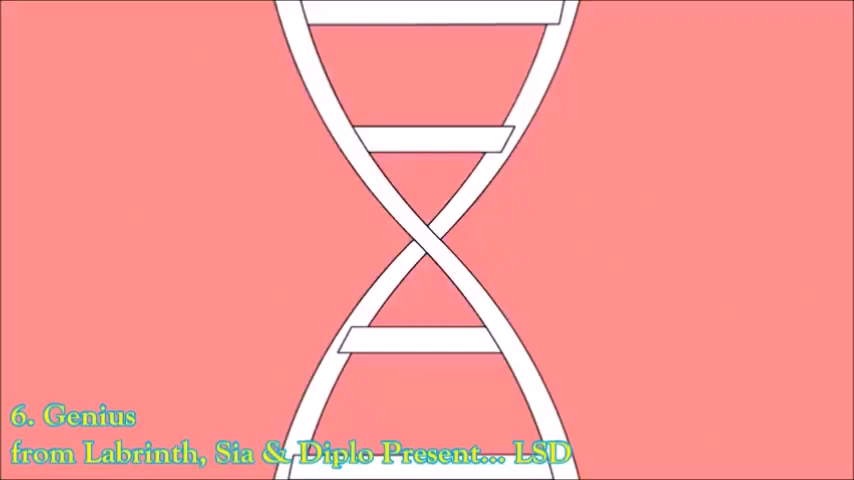 6. Genius
from Labrinth, Sia & Diplo Present... LSD